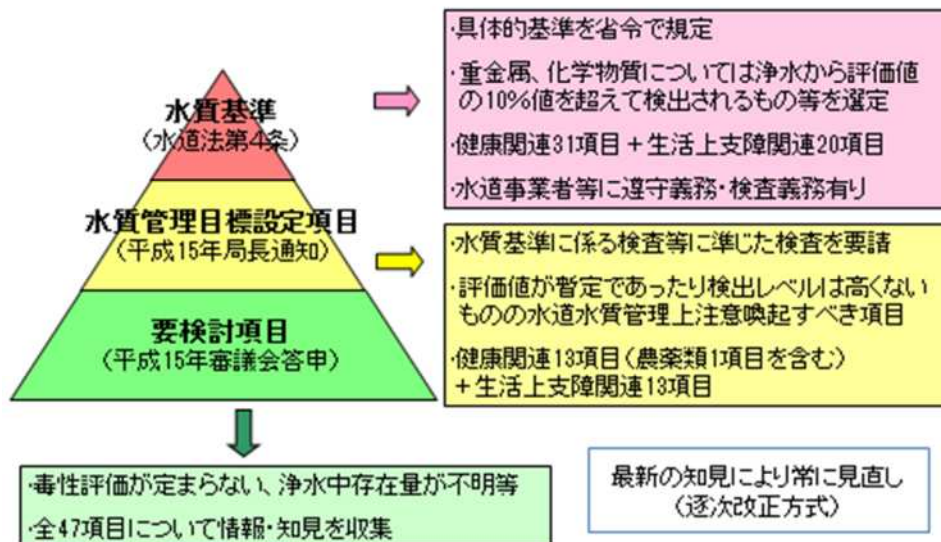 水質基準
（水道法第4条）
水質管理目標設定項目
（平成15年局長通知）
要検討項目
（平成15年審議会答申）
・具体的基準を省令で規定
・重金属、化学物質については浄水から評価値
の10%値を超えて検出されるもの等を選定
・健康関連31項目＋生活上支障関連20項目
・水道事業者等に遵守義務・検査義務有り
・水質基準に係る検査等に準じた検査を要請
・評価値が暫定であったり検出レベルは高くない
ものの水道水質管理上注意喚起すべき項目
・健康関連13項目（農薬類1項目を含む）
＋生活上支障関連13項目
・毒性評価が定まらない、浄水中存在量が不明等
・全47項目について情報・知見を収集
最新の知見により常に見直し
（逐次改正方式）